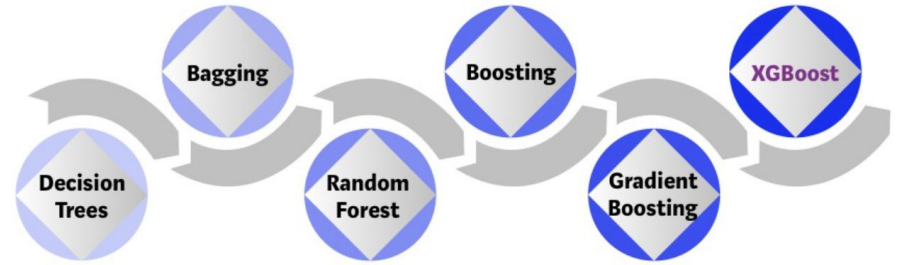 Decision
Trees
Bagging
Random
Forest
Boosting
Gradient
Boosting
XGBoost